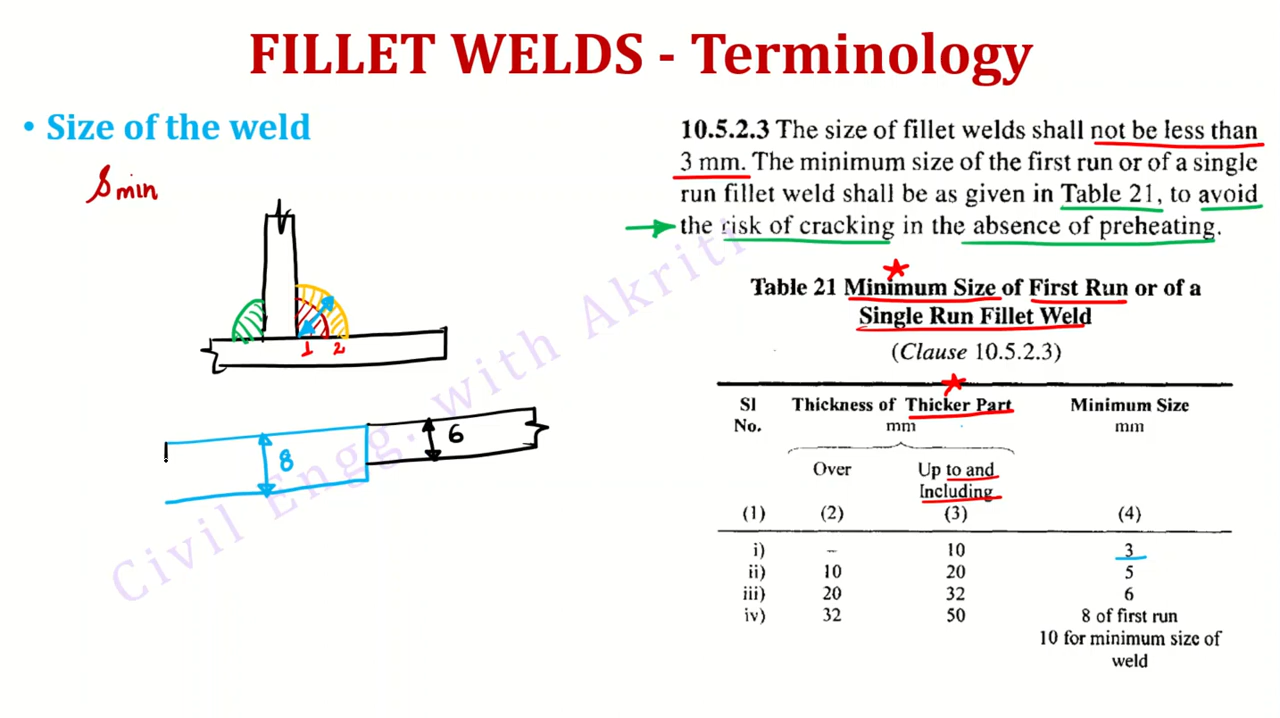 FILLET WELDS - Terminology
• Size of the weld
Smin
1 2
8
6
10.5.2.3 The size of fillet welds shall not be less than
3 mm. The minimum size of the first run or of a single
run fillet weld shall be as given in Table 21, to avoid
the risk of cracking in the absence of preheating.
Table 21 Minimum Size of First Run or of a
Single Run Fillet Weld
(Clause 10.5.2.3)
Sl Thickness of Thicker Part Minimum Size
No. mm mm
Over Up to and
Including
(1) (2) (3) (4)
i) – 10 3
ii) 10 20 5
iii) 20 32 6
iv) 32 50 8 of first run
10 for minimum size of
weld
Civil Engg. with Akriti